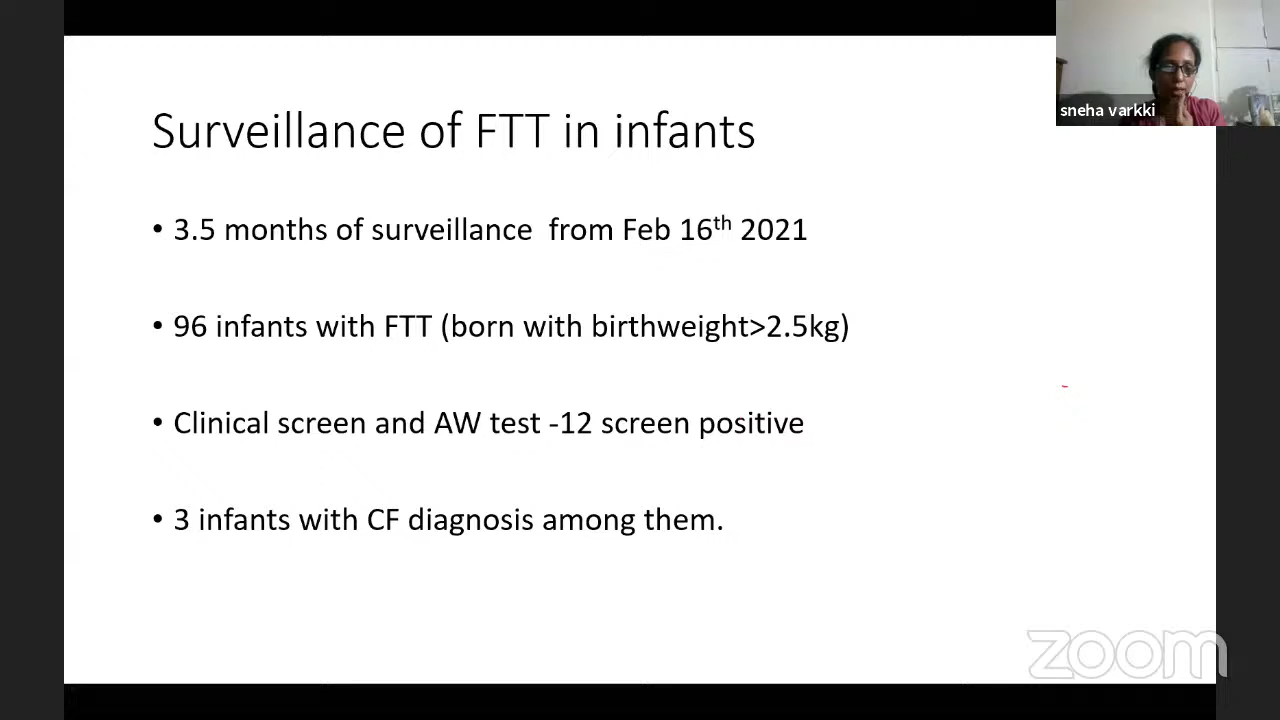 sneha varkki
Surveillance of FTT in infants
• 3.5 months of surveillance from Feb 16th 2021
• 96 infants with FTT (born with birthweight>2.5kg)
• Clinical screen and AW test -12 screen positive
• 3 infants with CF diagnosis among them.
zoom